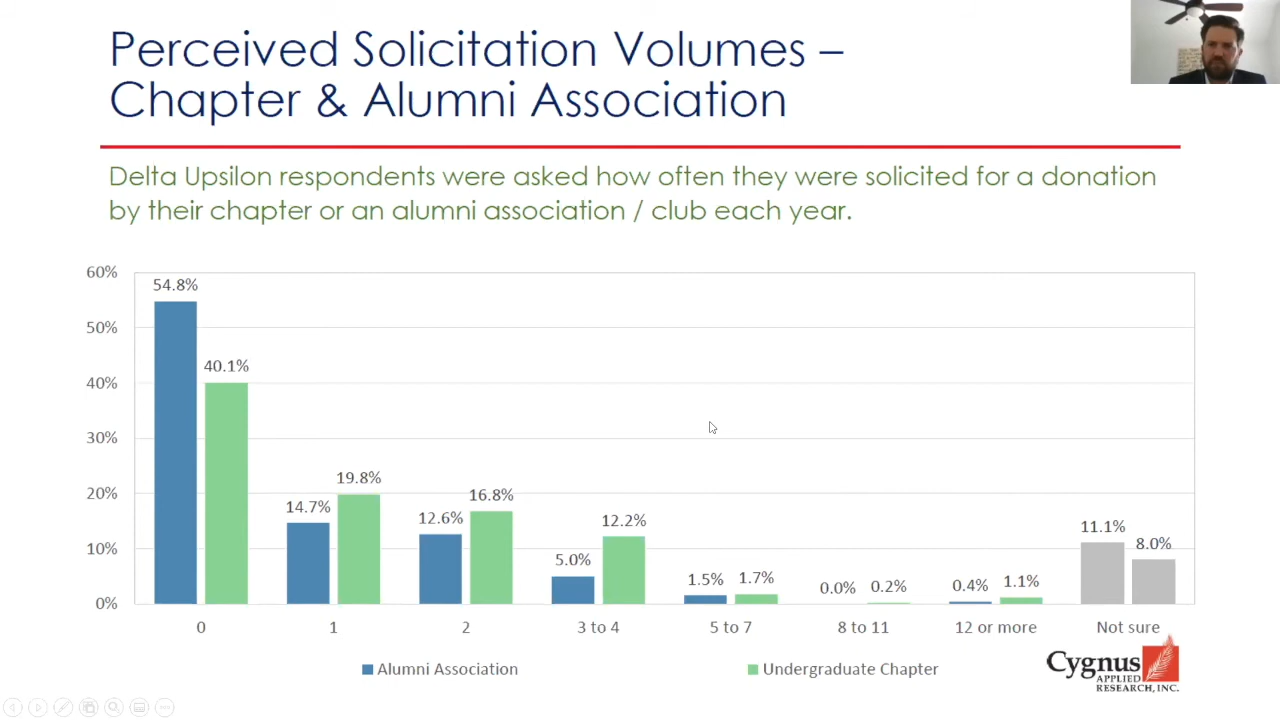 Perceived Solicitation Volumes –
Chapter & Alumni Association
Delta Upsilon respondents were asked how often they were solicited for a donation
by their chapter or an alumni association / club each year.
60%
50%
40%
30%
20%
10%
0%
54.8%
40.1%
14.7%
19.8%
12.6%
16.8%
5.0%
12.2%
1.5%
1.7%
0.0%
0.2%
0.4%
1.1%
11.1%
8.0%
0
1
2
3 to 4
5 to 7
8 to 11
12 or more
Not sure
Alumni Association
Undergraduate Chapter
Cygnus
APPLIED
RESEARCH, INC.